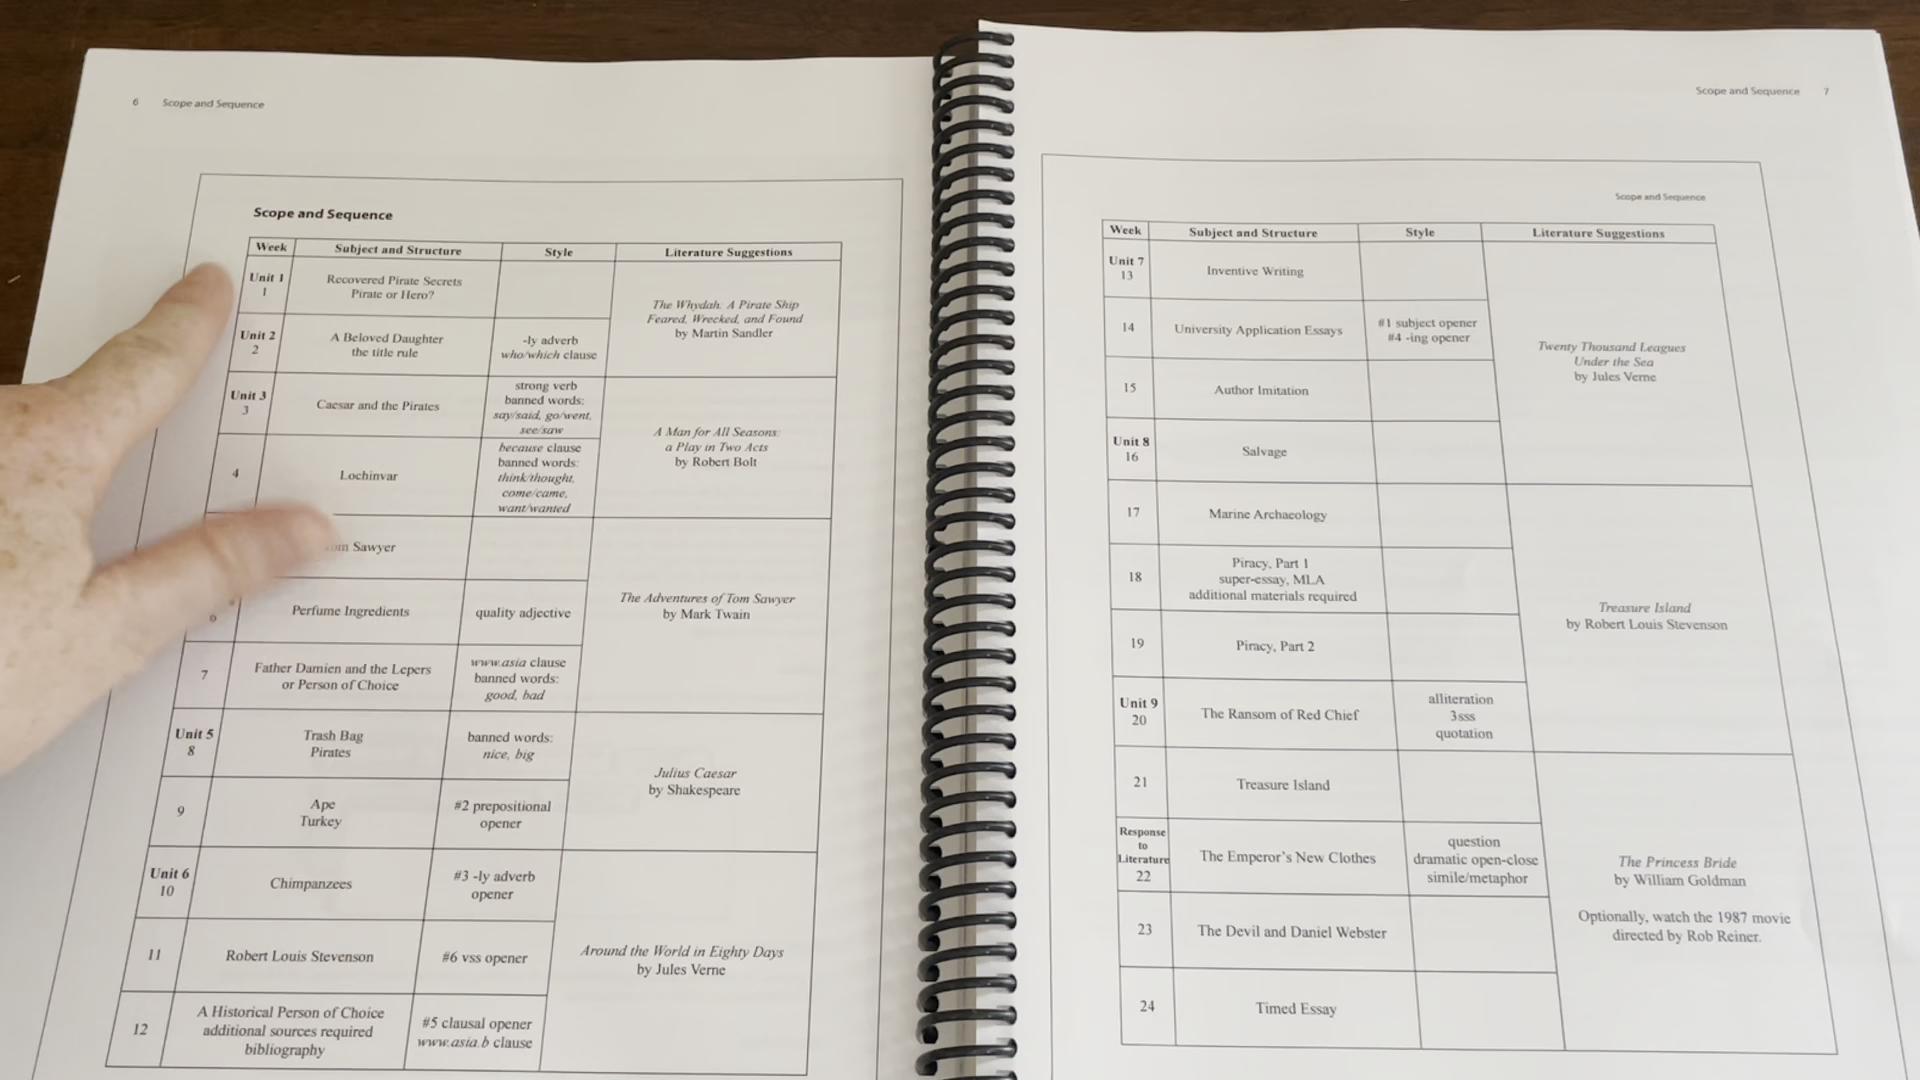 6 Scope and Sequence
Scope and Sequence
Week Subject and Structure Style Literature Suggestions
Unit 1
1
Recovered Pirate Secrets
Pirate or Hero?
The Whydah: A Pirate Ship
Feared, Wrecked, and Found
by Martin Sandler
Unit 2
2
A Beloved Daughter
the title rule
-ly adverb
who/which clause
Unit 3
3
Caesar and the Pirates
strong verb
banned words:
say/said, go/went,
see/saw
A Man for All Seasons:
a Play in Two Acts
by Robert Bolt
4
Lochinvar
because clause
banned words:
think/thought,
come/came,
want/wanted
Sawyer
The Adventures of Tom Sawyer
by Mark Twain
6
Perfume Ingredients
quality adjective
7
Father Damien and the Lepers
or Person of Choice
www.asia clause
banned words:
good, bad
Unit 5
8
Trash Bag
Pirates
banned words:
nice, big
Julius Caesar
by Shakespeare
9
Ape
Turkey
#2 prepositional
opener
Unit 6
10
Chimpanzees
#3 -ly adverb
opener
Around the World in Eighty Days
by Jules Verne
11
Robert Louis Stevenson
#6 vss opener
12
A Historical Person of Choice
additional sources required
bibliography
#5 clausal opener
www.asia.b clause
Scope and Sequence 7
Scope and Sequence
Week Subject and Structure Style Literature Suggestions
Unit 7
13
Inventive Writing
Twenty Thousand Leagues
Under the Sea
by Jules Verne
14
University Application Essays
#1 subject opener
#4 -ing opener
15
Author Imitation
Unit 8
16
Salvage
17
Marine Archaeology
Treasure Island
by Robert Louis Stevenson
18
Piracy, Part 1
super-essay, MLA
additional materials required
19
Piracy, Part 2
Unit 9
20
The Ransom of Red Chief
alliteration
3sss
quotation
21
Treasure Island
The Princess Bride
by William Goldman
Optionally, watch the 1987 movie
directed by Rob Reiner.
Response
to
Literature
22
The Emperor's New Clothes
question
dramatic open-close
simile/metaphor
23
The Devil and Daniel Webster
24
Timed Essay